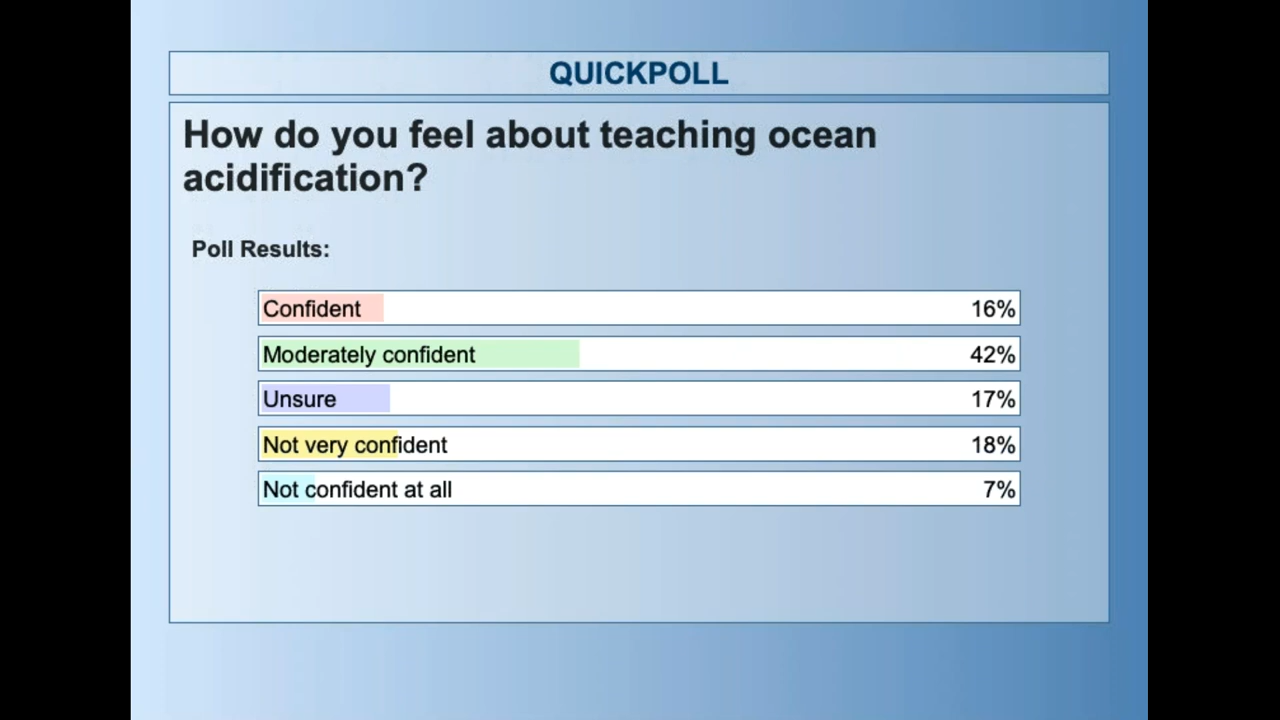 QUICKPOLL
How do you feel about teaching ocean
acidification?
Poll Results:
Confident 16%
Moderately confident 42%
Unsure 17%
Not very confident 18%
Not confident at all 7%